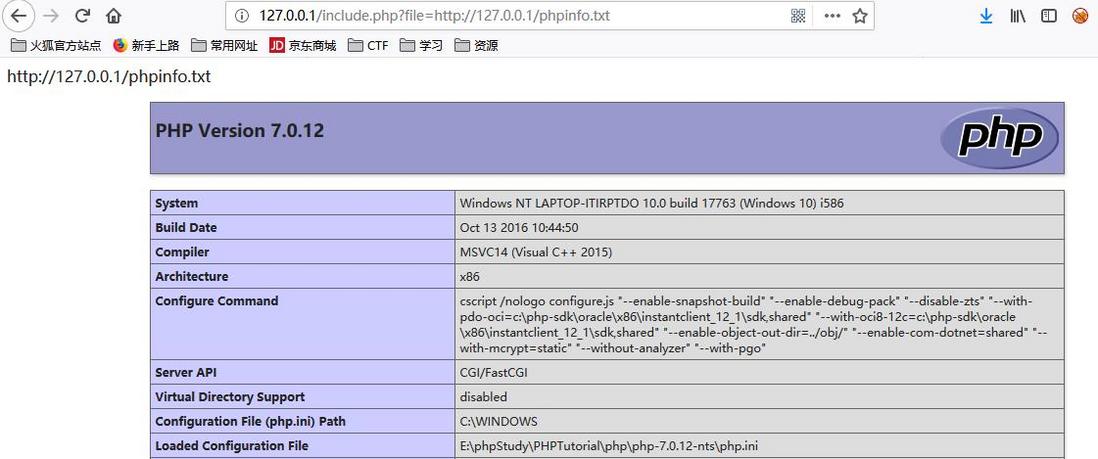 127.0.0.1/include.php?file=http://127.0.0.1/phpinfo.txt
火狐官方站点 新手上路 常用网址 JD 京东商城 CTF 学习 资源
http://127.0.0.1/phpinfo.txt
PHP Version 7.0.12
php
System Windows NT LAPTOP-ITIRPTDO 10.0 build 17763 (Windows 10) i586
Build Date Oct 13 2016 10:44:50
Compiler MSVC14 (Visual C++ 2015)
Architecture x86
Configure Command cscript /nologo configure.js "--enable-snapshot-build" "--enable-debug-pack" "--disable-zts" "--with-
pdo-oci=c:\php-sdk\oracle\x86\instantclient_12_1\sdk,shared" "--with-oci8-12c=c:\php-sdk\oracle
\x86\instantclient_12_1\sdk,shared" "--enable-object-out-dir=../obj/" "--enable-com-dotnet=shared" "--
with-mcrypt=static" "--without-analyzer" "--with-pgo"
Server API CGI/FastCGI
Virtual Directory Support disabled
Configuration File (php.ini) Path C:\WINDOWS
Loaded Configuration File E:\phpStudy\PHPTutorial\php\php-7.0.12-nts\php.ini